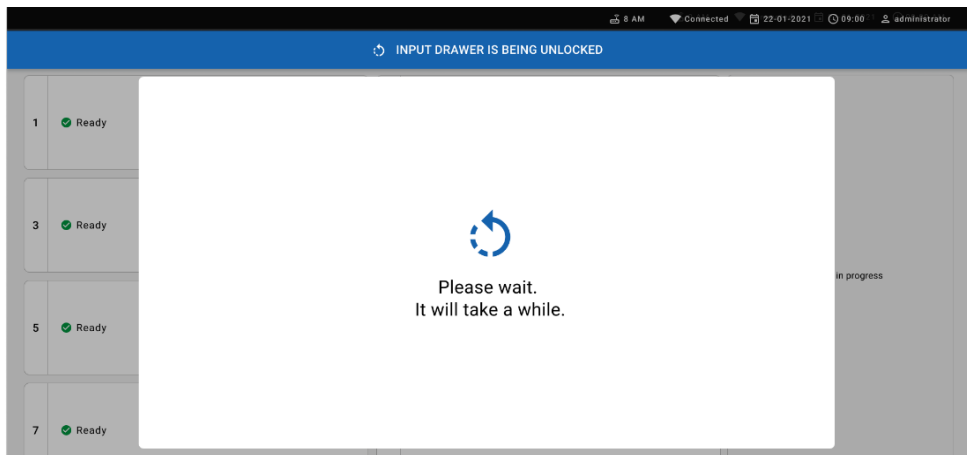 8 AM Connected 22-01-2021 09:00 administrator
INPUT DRAWER IS BEING UNLOCKED
1 Ready
3 Ready
in progress
Please wait.
It will take a while.
5 Ready
7 Ready